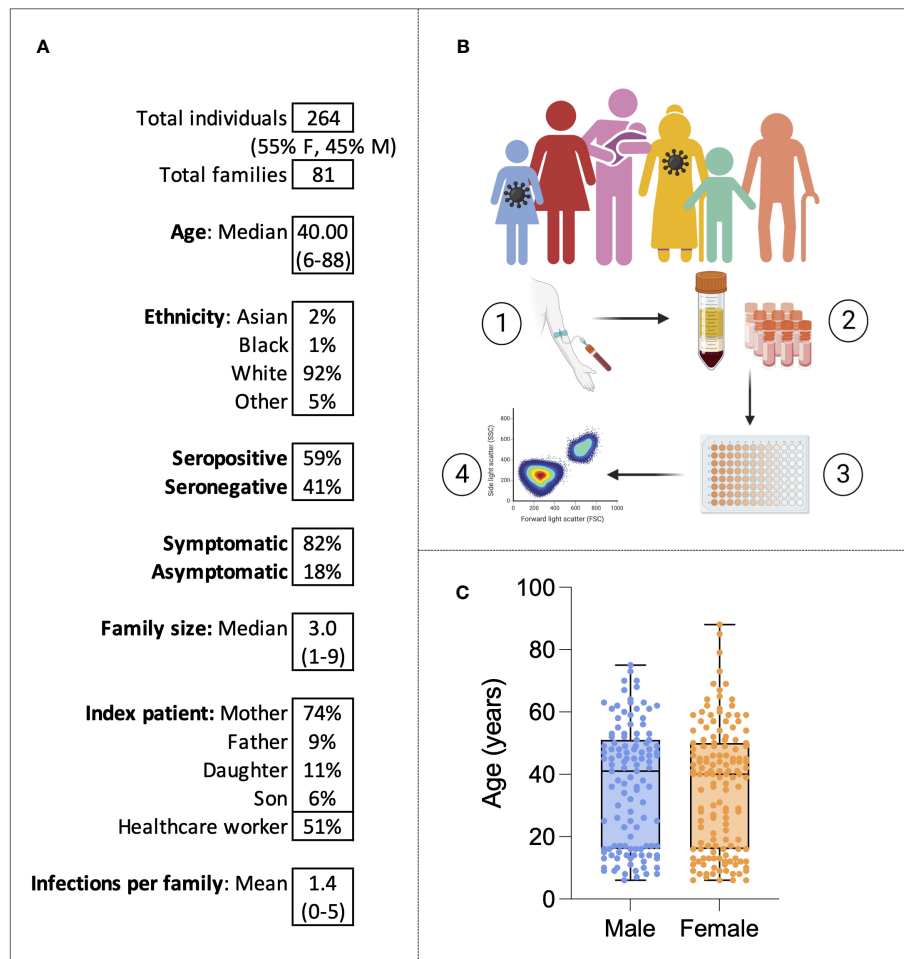 A
Total individuals 264
(55% F, 45% M)
Total families 81
Age: Median 40.00
(6-88)
Ethnicity: Asian 2%
Black 1%
White 92%
Other 5%
Seropositive 59%
Seronegative 41%
Symptomatic 82%
Asymptomatic 18%
Family size: Median 3.0
(1-9)
Index patient: Mother 74%
Father 9%
Daughter 11%
Son 6%
Healthcare worker 51%
Infections per family: Mean 1.4
(0-5)
B
1
2
3
4
Side light scatter (SSC)
800
600
400
200
0
0 200 400 600 800 1000
Forward light scatter (FSC)
C
Age (years)
100
80
60
40
20
0
Male Female